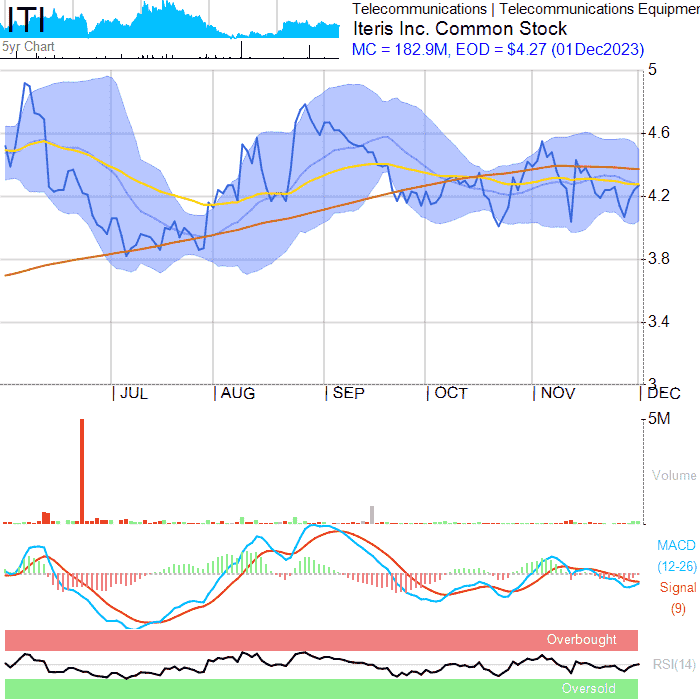 ITI
5yr Chart
Telecommunications | Telecommunications Equipmen
Iteris Inc. Common Stock
MC = 182.9M, EOD = $4.27 (01Dec2023)
5
4.6
4.2
3.8
3.4
3
JUL AUG SEP OCT NOV DEC
5M
Volume
MACD
(12-26)
Signal
(9)
Overbought
RSI(14)
Oversold